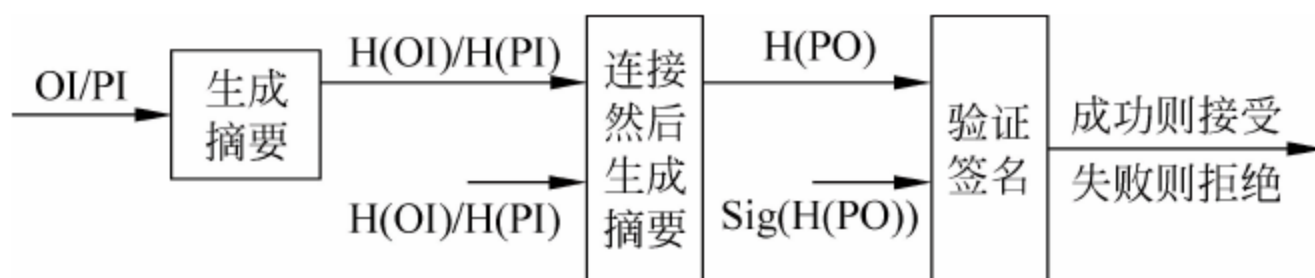 OI/PI
生成
摘要
H(OI)/H(PI)
H(OI)/H(PI)
连接
然后
生成
摘要
H(PO)
Sig(H(PO))
验证
签名
成功则接受
失败则拒绝